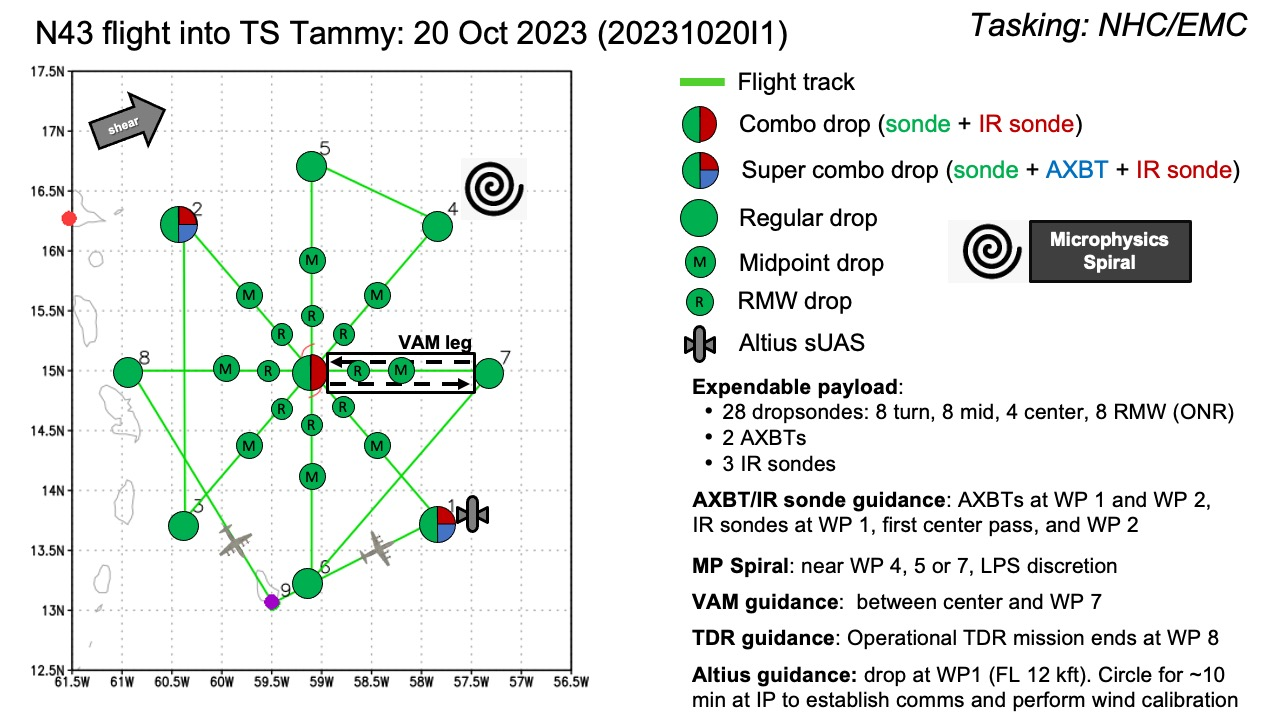 N43 flight into TS Tammy: 20 Oct 2023 (20231020I1)
Tasking: NHC/EMC
17.5N
17N
16.5N
16N
15.5N
15N
14.5N
14N
13.5N
13N
12.5N
61.5W 61W 60.5W 60W 59.5W 59W 58.5W 58W 57.5W 57W 56.5W
shear
5
2
4
M
M
M
R
R
R
VAM leg
8
M
R
R
M
7
R
R
R
M
M
M
3
1
6
9
Flight track
Combo drop (sonde + IR sonde)
Super combo drop (sonde + AXBT + IR sonde)
Regular drop
M Midpoint drop
R RMW drop
Altius sUAS
Microphysics
Spiral
Expendable payload:
• 28 dropsondes: 8 turn, 8 mid, 4 center, 8 RMW (ONR)
• 2 AXBTs
• 3 IR sondes
AXBT/IR sonde guidance: AXBTs at WP 1 and WP 2,
IR sondes at WP 1, first center pass, and WP 2
MP Spiral: near WP 4, 5 or 7, LPS discretion
VAM guidance: between center and WP 7
TDR guidance: Operational TDR mission ends at WP 8
Altius guidance: drop at WP1 (FL 12 kft). Circle for ~10
min at IP to establish comms and perform wind calibration